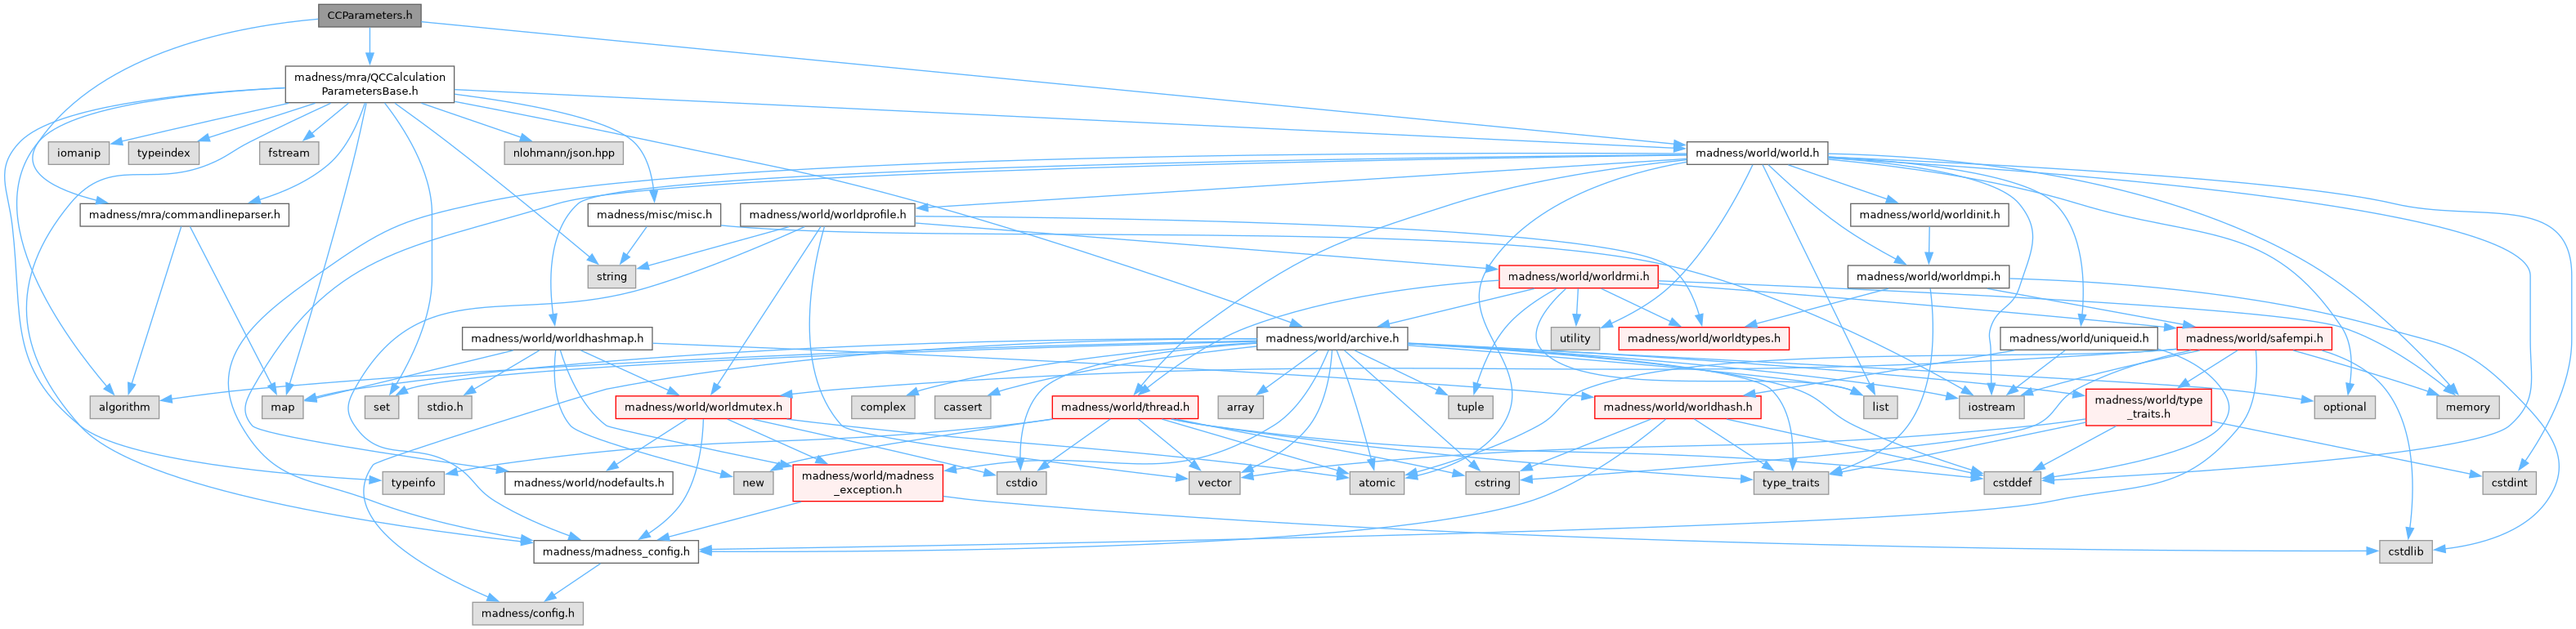 CCParameters.h
madness/mra/QCCalculation
ParametersBase.h
iomanip
typeindex
fstream
nlohmann/json.hpp
madness/world/world.h
madness/mra/commandlineparser.h
madness/misc/misc.h
madness/world/worldprofile.h
madness/world/worldinit.h
string
madness/world/worldrmi.h
madness/world/worldmpi.h
madness/world/worldhashmap.h
madness/world/archive.h
utility
madness/world/worldtypes.h
madness/world/uniqueid.h
madness/world/safempi.h
algorithm
map
set
stdio.h
madness/world/worldmutex.h
complex
cassert
madness/world/thread.h
array
tuple
madness/world/worldhash.h
list
iostream
madness/world/type
_traits.h
optional
memory
typeinfo
madness/world/nodefaults.h
new
madness/world/madness
_exception.h
cstdio
vector
atomic
cstring
type_traits
cstddef
cstdint
madness/madness_config.h
cstdlib
madness/config.h